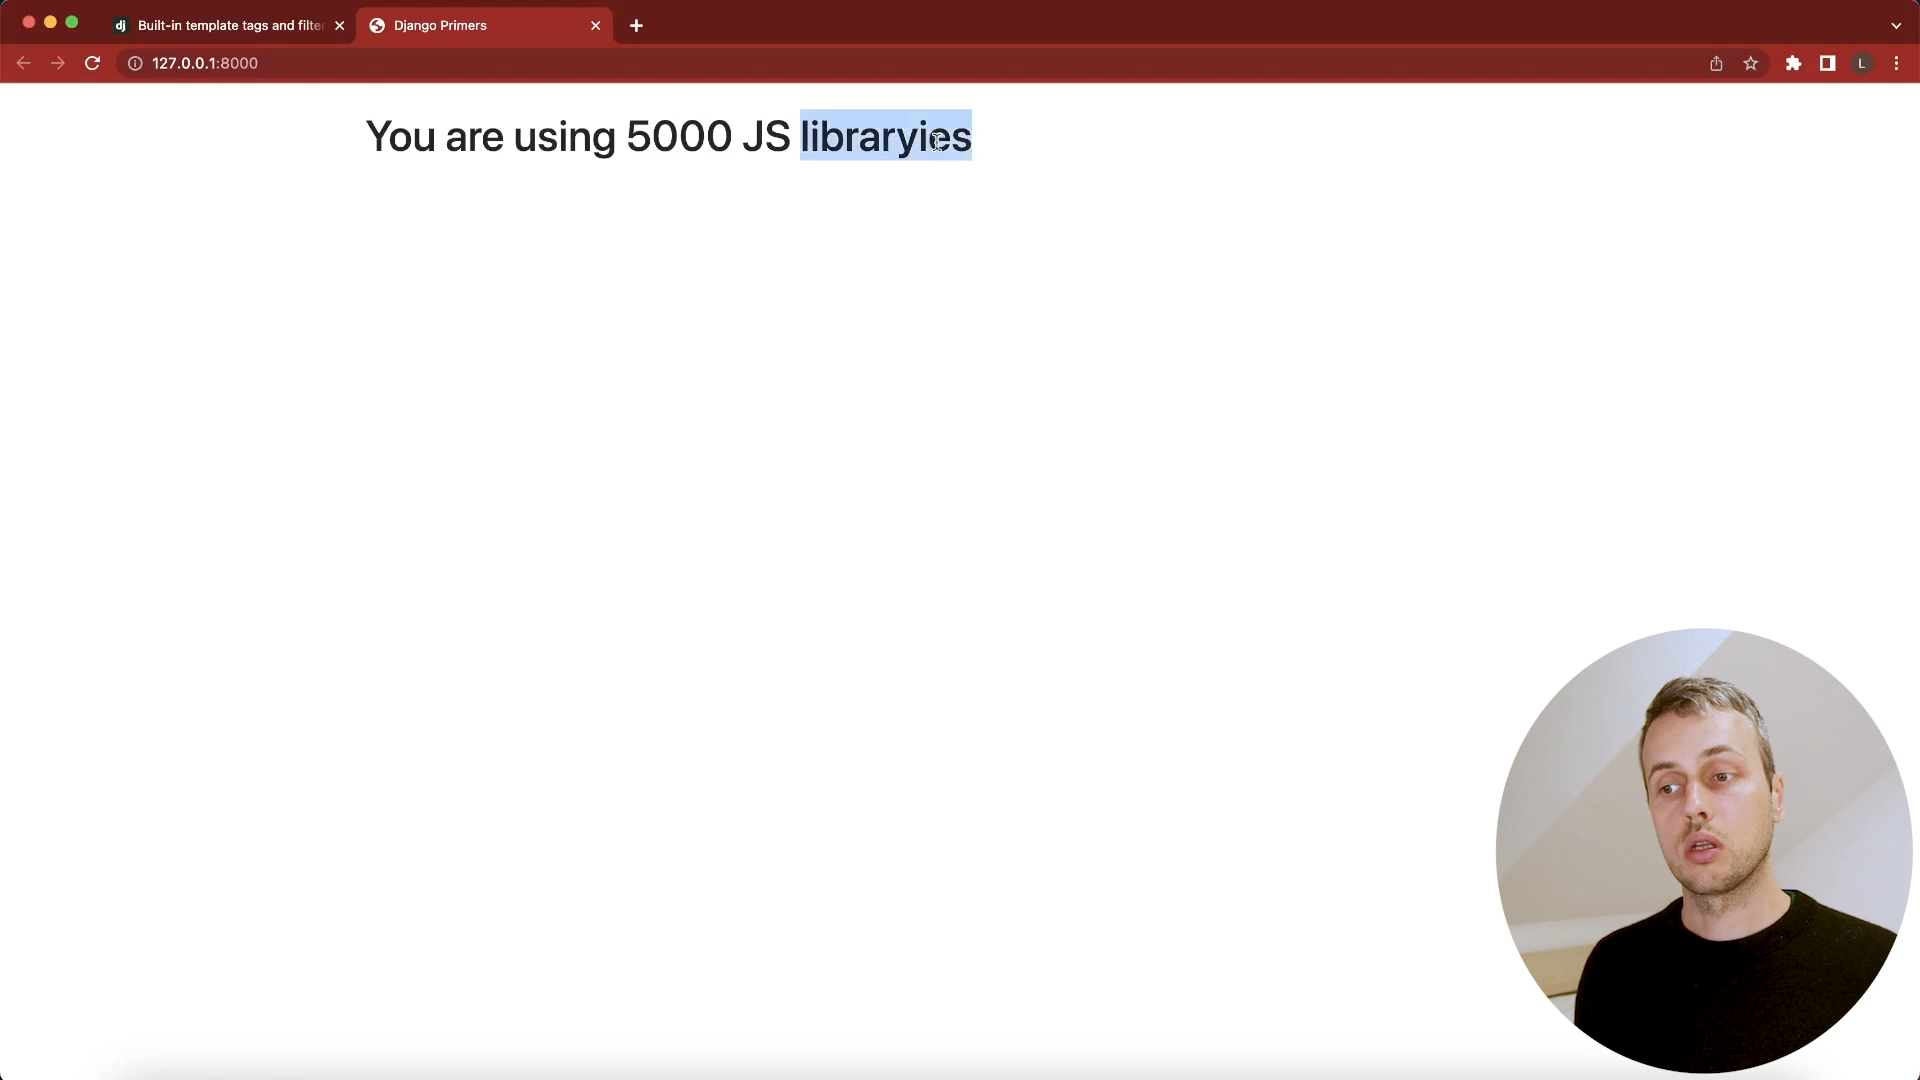 dj Built-in template tags and filte
Django Primers
127.0.0.1:8000
L
You are using 5000 JS libraryies